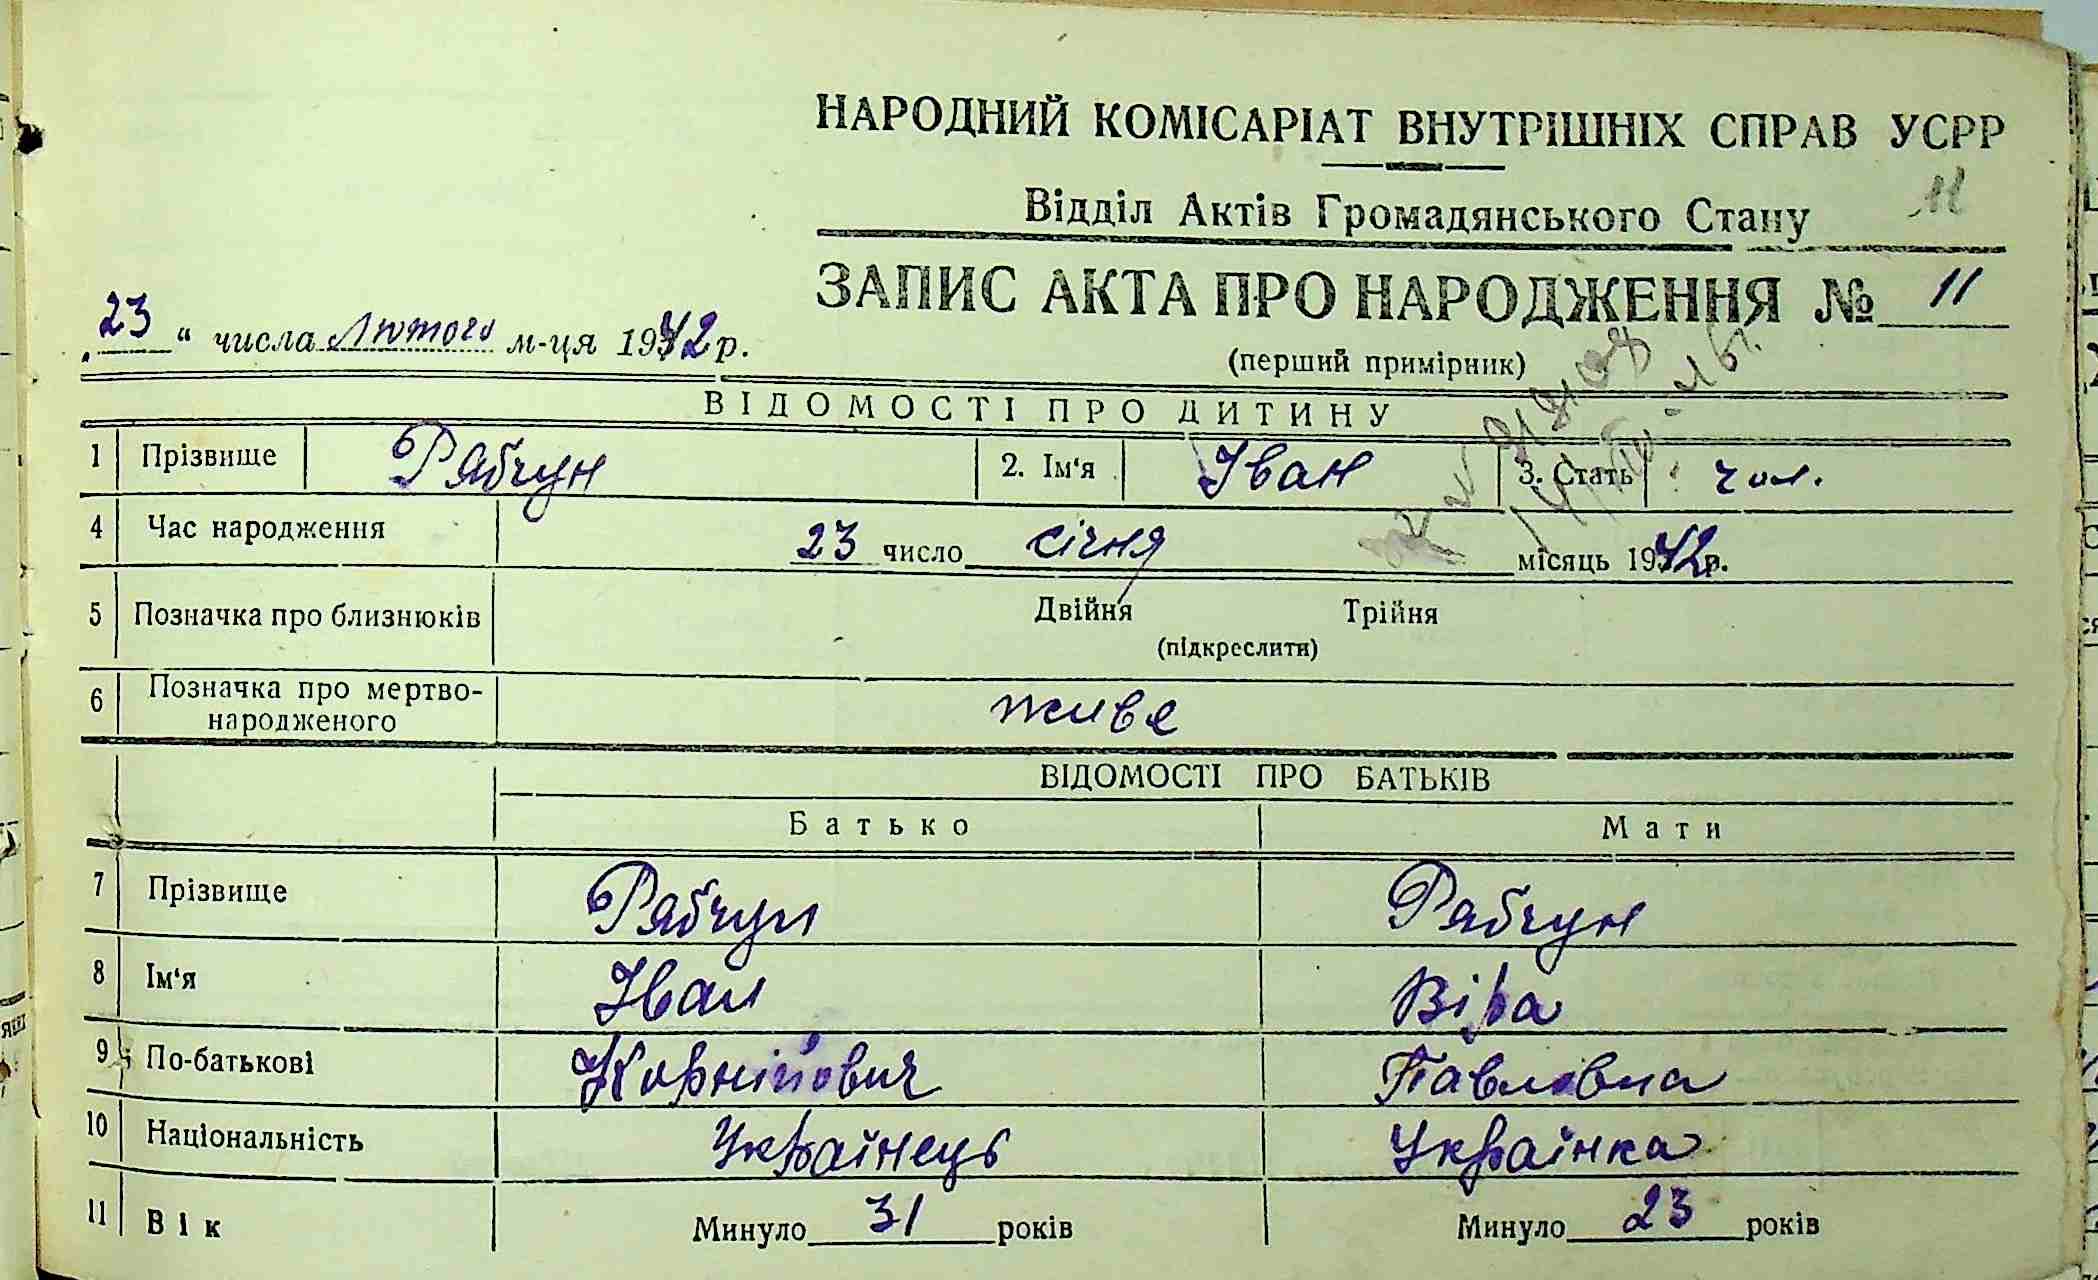 НАРОДНИЙ КОМІСАРІАТ ВНУТРІШНІХ СПРАВ УСРР
Відділ Актів Громадянського Стану 11
ЗАПИС АКТА ПРО НАРОДЖЕННЯ № 11
„23“ числа Лютого м-ця 1942 р.
(перший примірник)
ВІДОМОСТІ ПРО ДИТИНУ
1 Прізвище Рябчун 2. Ім‘я Іван 3. Стать чол.
4 Час народження 23 число січня місяць 1942р.
5 Позначка про близнюків Двійня Трійня
(підкреслити)
6 Позначка про мертво-
народженого живе
ВІДОМОСТІ ПРО БАТЬКІВ
Батько Мати
7 Прізвище Рябчун Рябчун
8 Ім‘я Іван Віра
9 По-батькові Корнійович Павловна
10 Національність Українець Українка
11 Вік Минуло 31 років Минуло 23 років